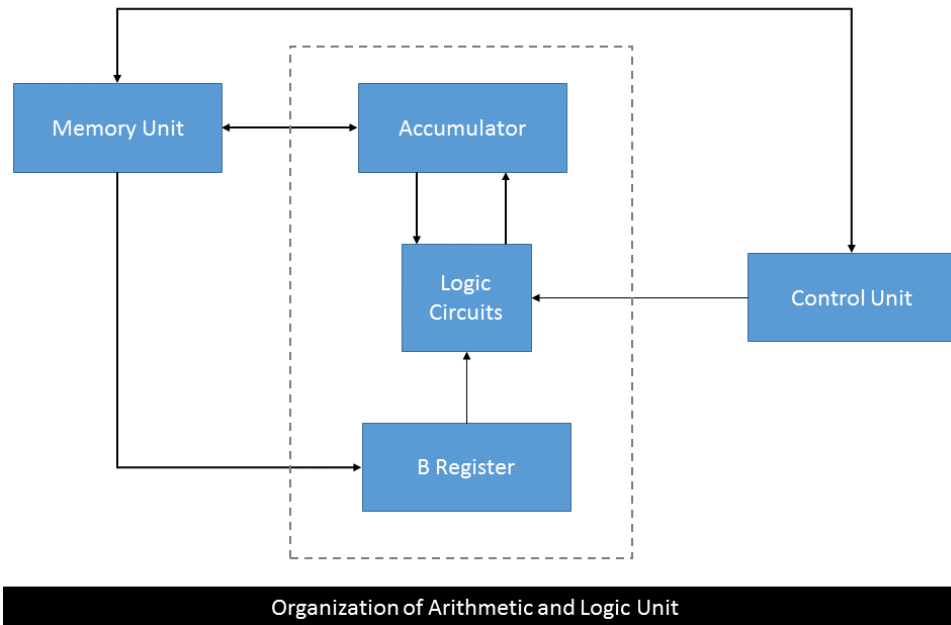 Memory Unit
Accumulator
Logic
Circuits
Control Unit
B Register
Organization of Arithmetic and Logic Unit